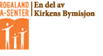 ROGALAND
A-SENTER
En del av
Kirkens Bymisjon